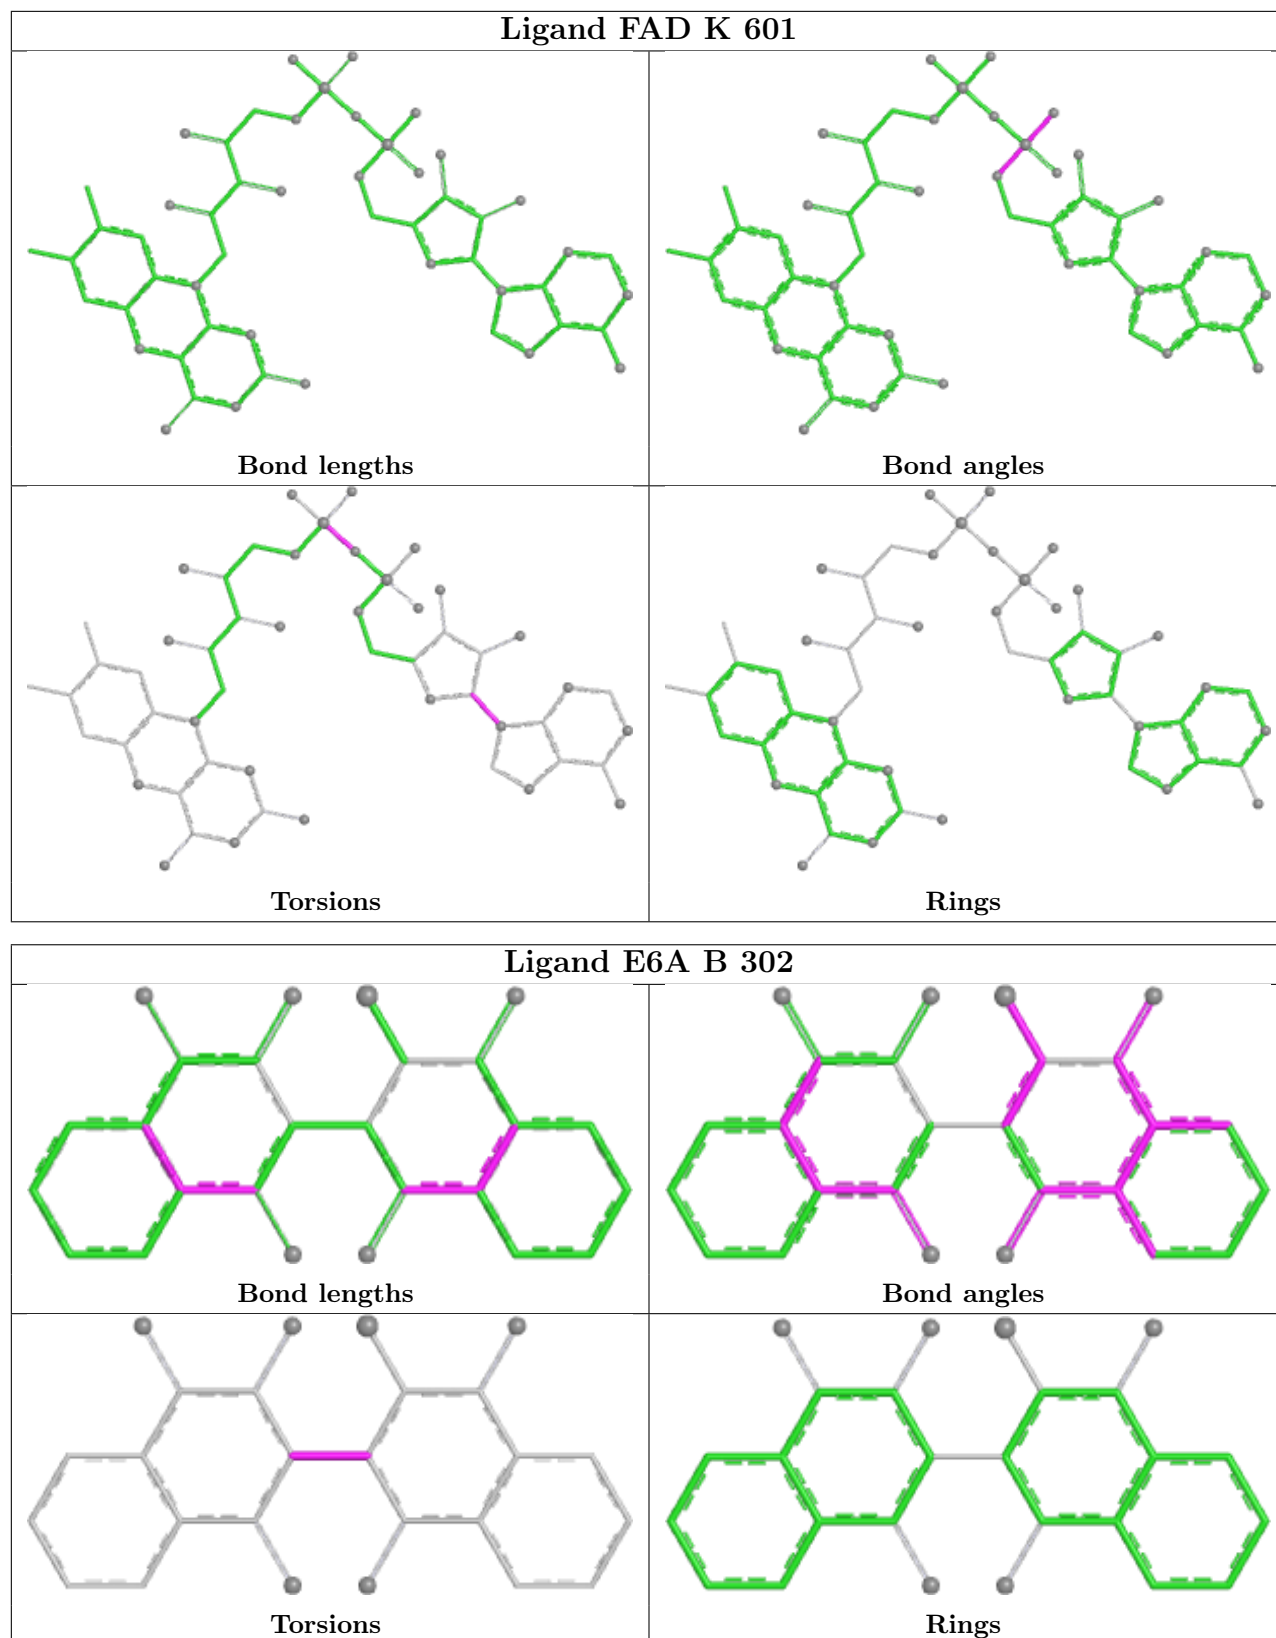 Ligand FAD K 601
Bond lengths
Bond angles
Torsions
Rings
Ligand E6A B 302
Bond lengths
Bond angles
Torsions
Rings